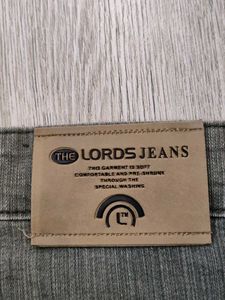 THE LORDS JEANS
THIS GARMENT IS SOFT
COMFORTABLE AND PRE-SHRUNK
THROUGH THE
SPECIAL WASHING
L